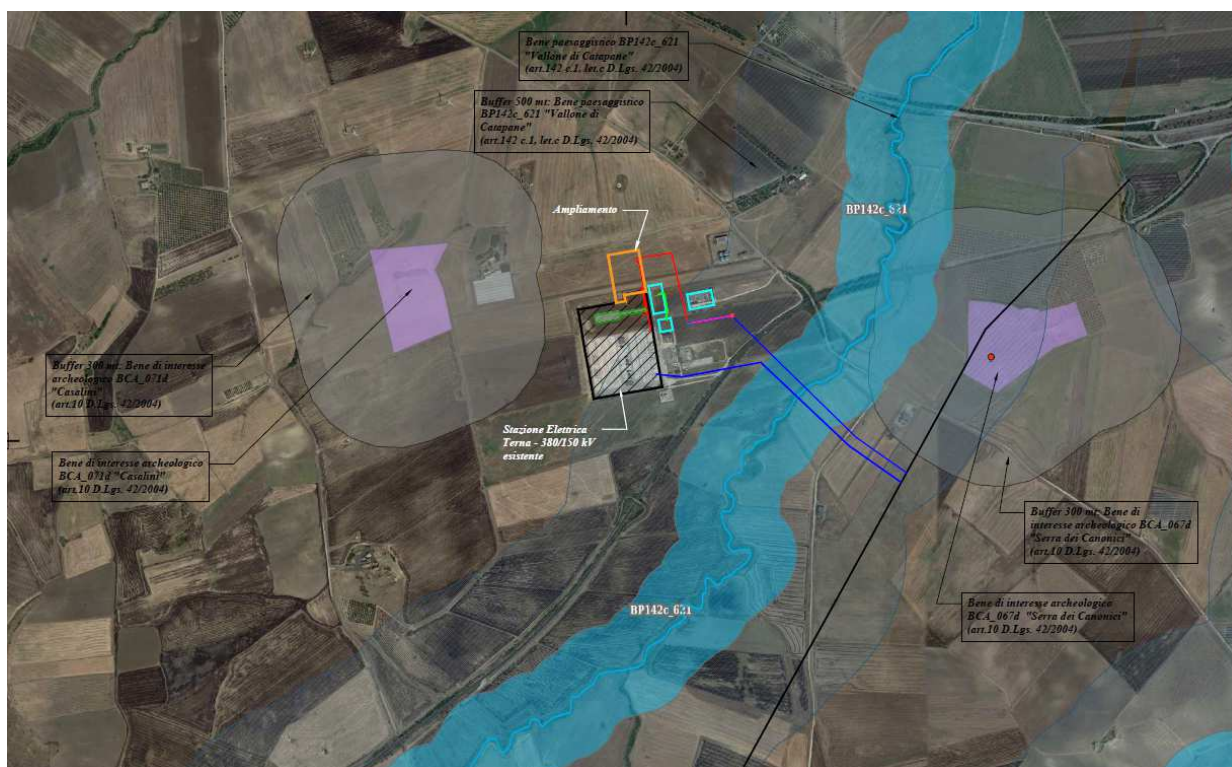 Bene paesaggistico BP142c_621
"Vallone di Catapane"
(art.142 c.1, let.c D.Lgs. 42/2004)
Buffer 500 mt: Bene paesaggistico
BP142c_621 "Vallone di
Catapane"
(art.142 c.1, let.c D.Lgs. 42/2004)
Ampliamento
BP142c_621
Buffer 300 mt: Bene di interesse
archeologico BCA_071d
"Casalini"
(art.10 D.Lgs. 42/2004)
Stazione Elettrica
Terna - 380/150 kV
esistente
Bene di interesse archeologico
BCA_071d "Casalini"
(art.10 D.Lgs. 42/2004)
Buffer 300 mt: Bene di
interesse archeologico BCA_067d
"Serra dei Canonici"
(art.10 D.Lgs. 42/2004)
Bene di interesse archeologico
BCA_067d "Serra dei Canonici"
(art.10 D.Lgs. 42/2004)
BP142c_621